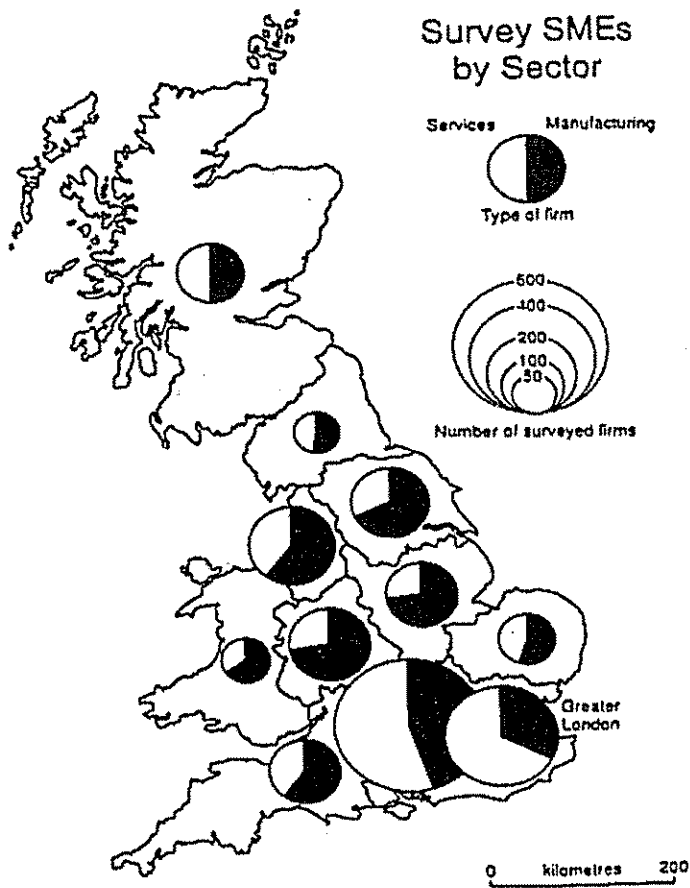 Survey SMEs
by Sector
Services Manufacturing
Type of firm
600
400
200
100
50
Number of surveyed firms
Greater
London
0 kilometres 200